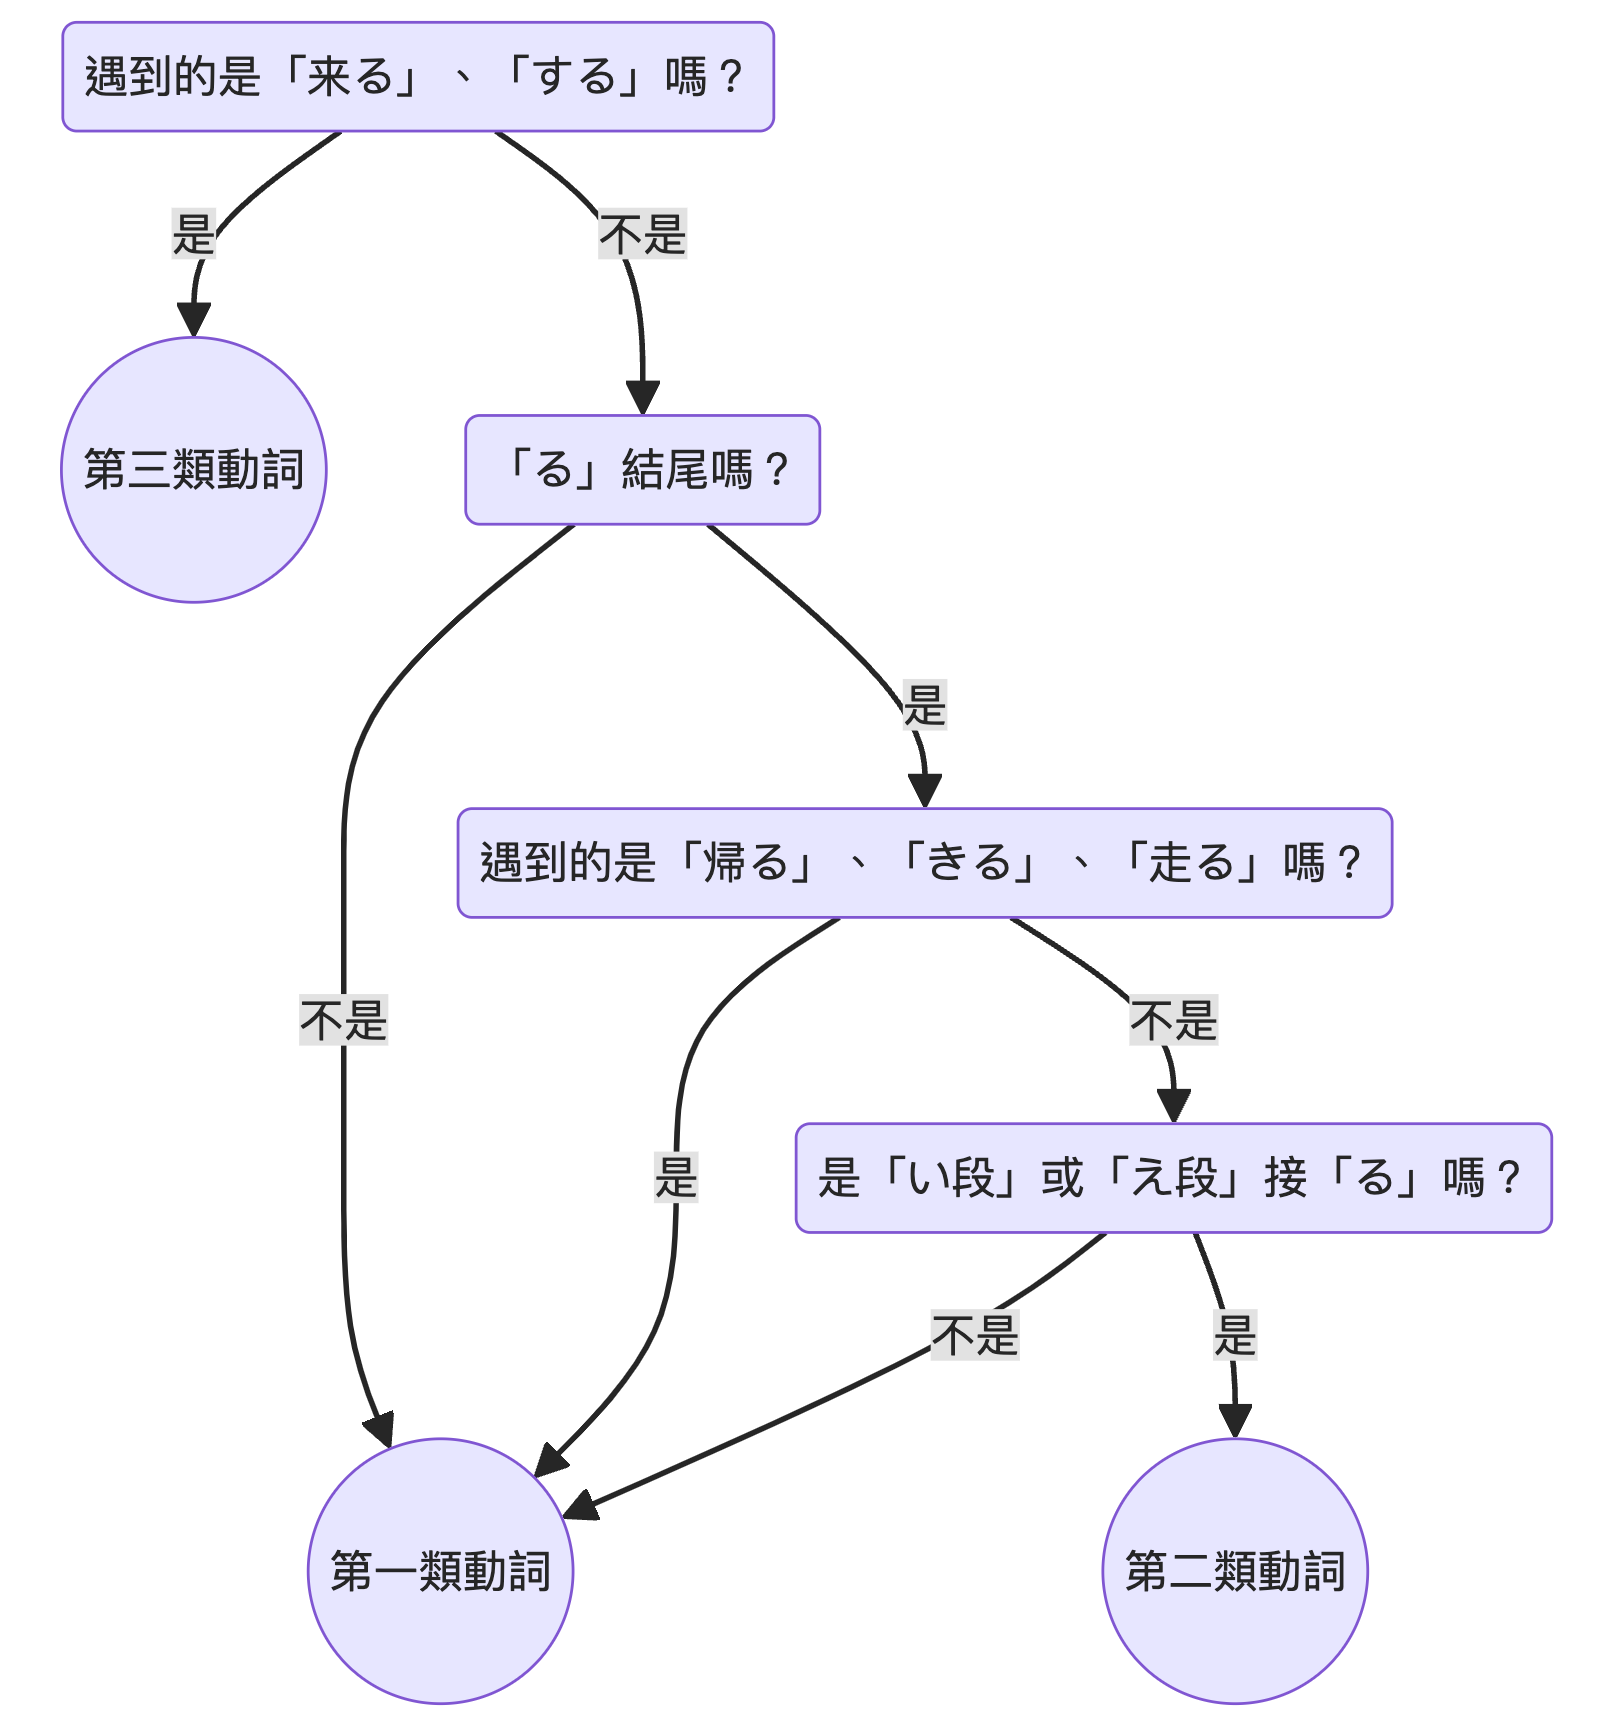 遇到的是「来る」、「する」嗎？
是
不是
第三類動詞
「る」結尾嗎？
是
遇到的是「帰る」、「きる」、「走る」嗎？
不是
不是
是
是「い段」或「え段」接「る」嗎？
不是
是
第一類動詞
第二類動詞